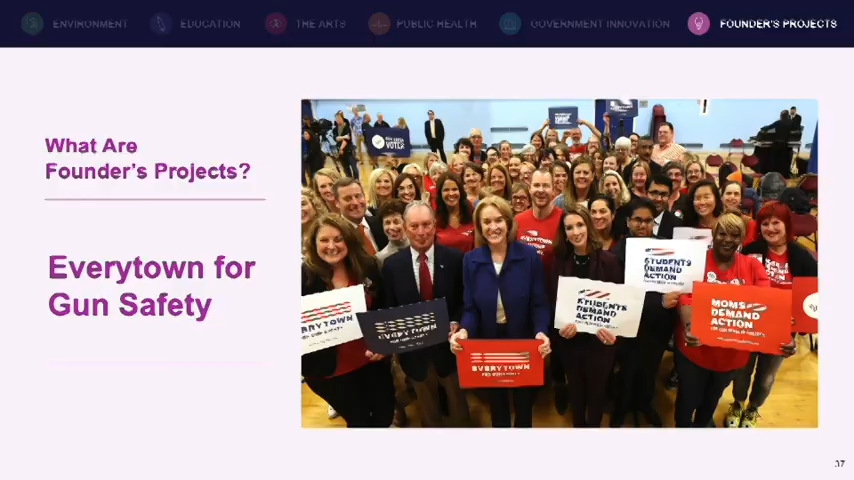 ENVIRONMENT
EDUCATION
THE ARTS
PUBLIC HEALTH
GOVERNMENT INNOVATION
FOUNDER'S PROJECTS
What Are
Founder's Projects?
Everytown for
Gun Safety
VOTER
EVERYTOWN
EVERYTOWN
STUDENTS
DEMAND
ACTION
STUDENTS
DEMAND
ACTION
MOMS
DEMAND
ACTION
37